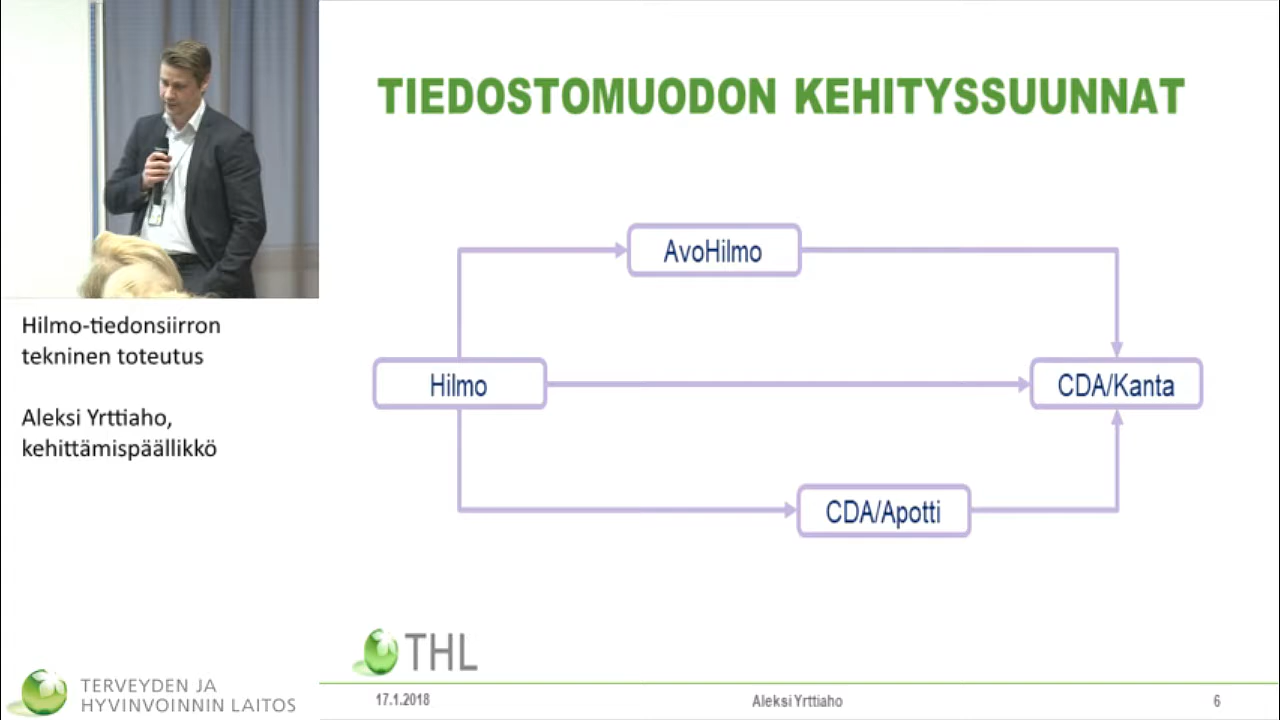 TIEDOSTOMUODON KEHITYSSUUNNAT
AvoHilmo
Hilmo
CDA/Kanta
CDA/Apotti
Hilmo-tiedonsiirron
tekninen toteutus
Aleksi Yrttiaho,
kehittämispäällikkö
THL
TERVEYDEN JA
HYVINVOINNIN LAITOS
17.1.2018
Aleksi Yrttiaho
6